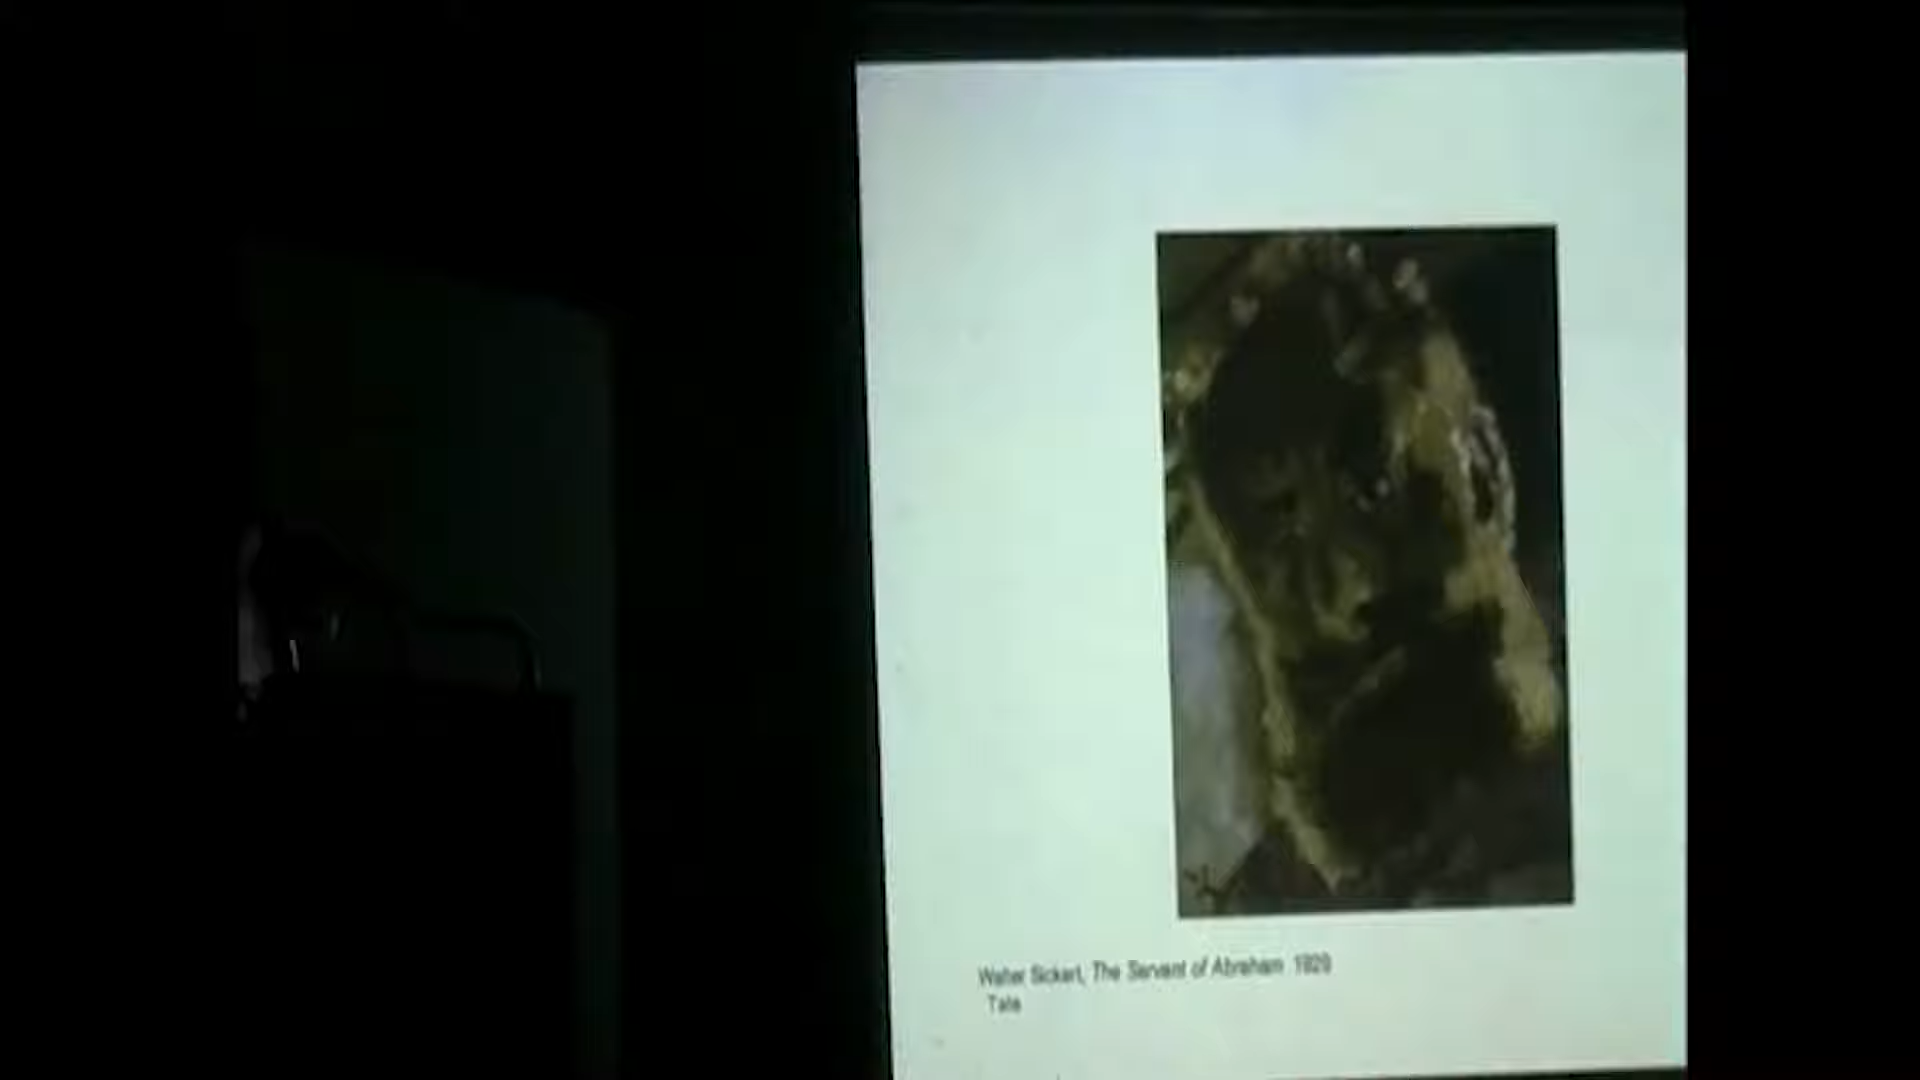 Walter Sickert, The Servant of Abraham 1929
Tate